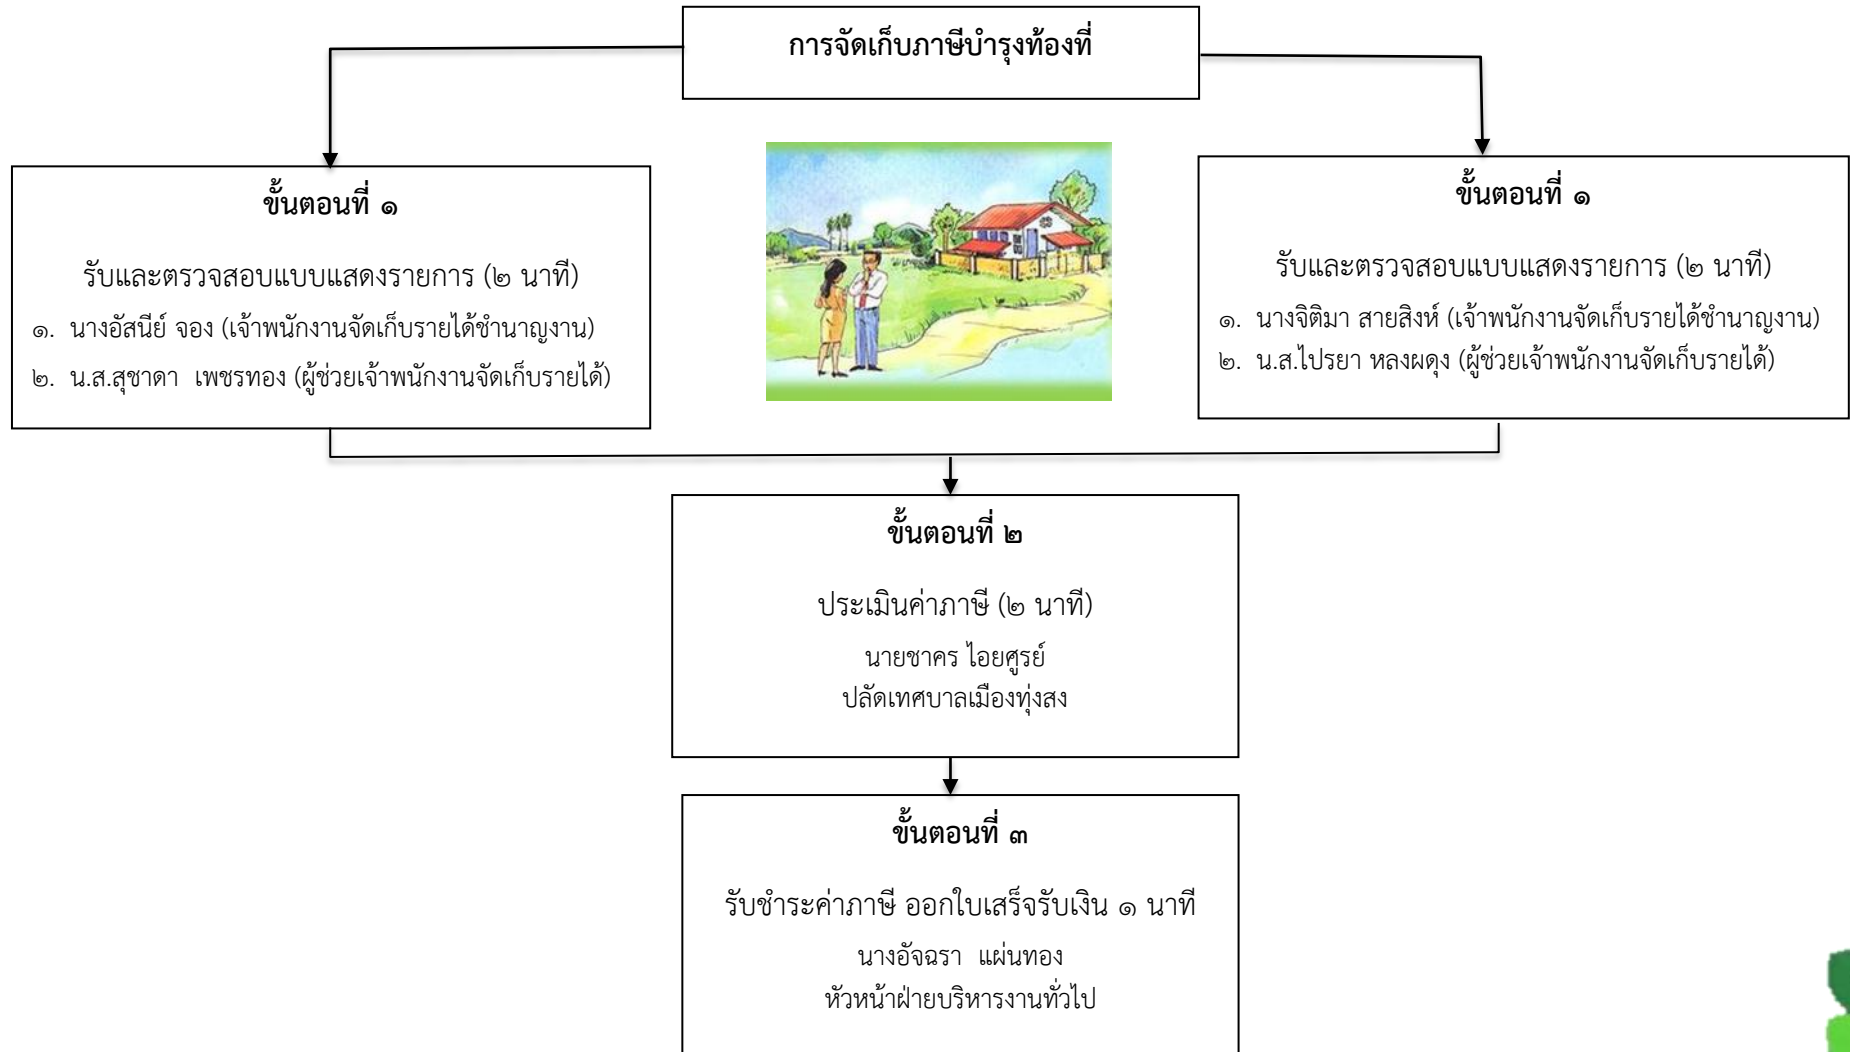 การจัดเก็บภาษีบำรุงท้องที่
ขั้นตอนที่ ๑
รับและตรวจสอบแบบแสดงรายการ (๒ นาที)
๑. นางอัสนีย์ จอง (เจ้าพนักงานจัดเก็บรายได้ชำนาญงาน)
๒. น.ส.สุชาดา เพชรทอง (ผู้ช่วยเจ้าพนักงานจัดเก็บรายได้)
ขั้นตอนที่ ๑
รับและตรวจสอบแบบแสดงรายการ (๒ นาที)
๑. นางจิติมา สายสิงห์ (เจ้าพนักงานจัดเก็บรายได้ชำนาญงาน)
๒. น.ส.ไปรยา หลงผดุง (ผู้ช่วยเจ้าพนักงานจัดเก็บรายได้)
ขั้นตอนที่ ๒
ประเมินค่าภาษี (๒ นาที)
นายชาคร ไอยศูรย์
ปลัดเทศบาลเมืองทุ่งสง
ขั้นตอนที่ ๓
รับชำระค่าภาษี ออกใบเสร็จรับเงิน ๑ นาที
นางอัจฉรา แผ่นทอง
หัวหน้าฝ่ายบริหารงานทั่วไป